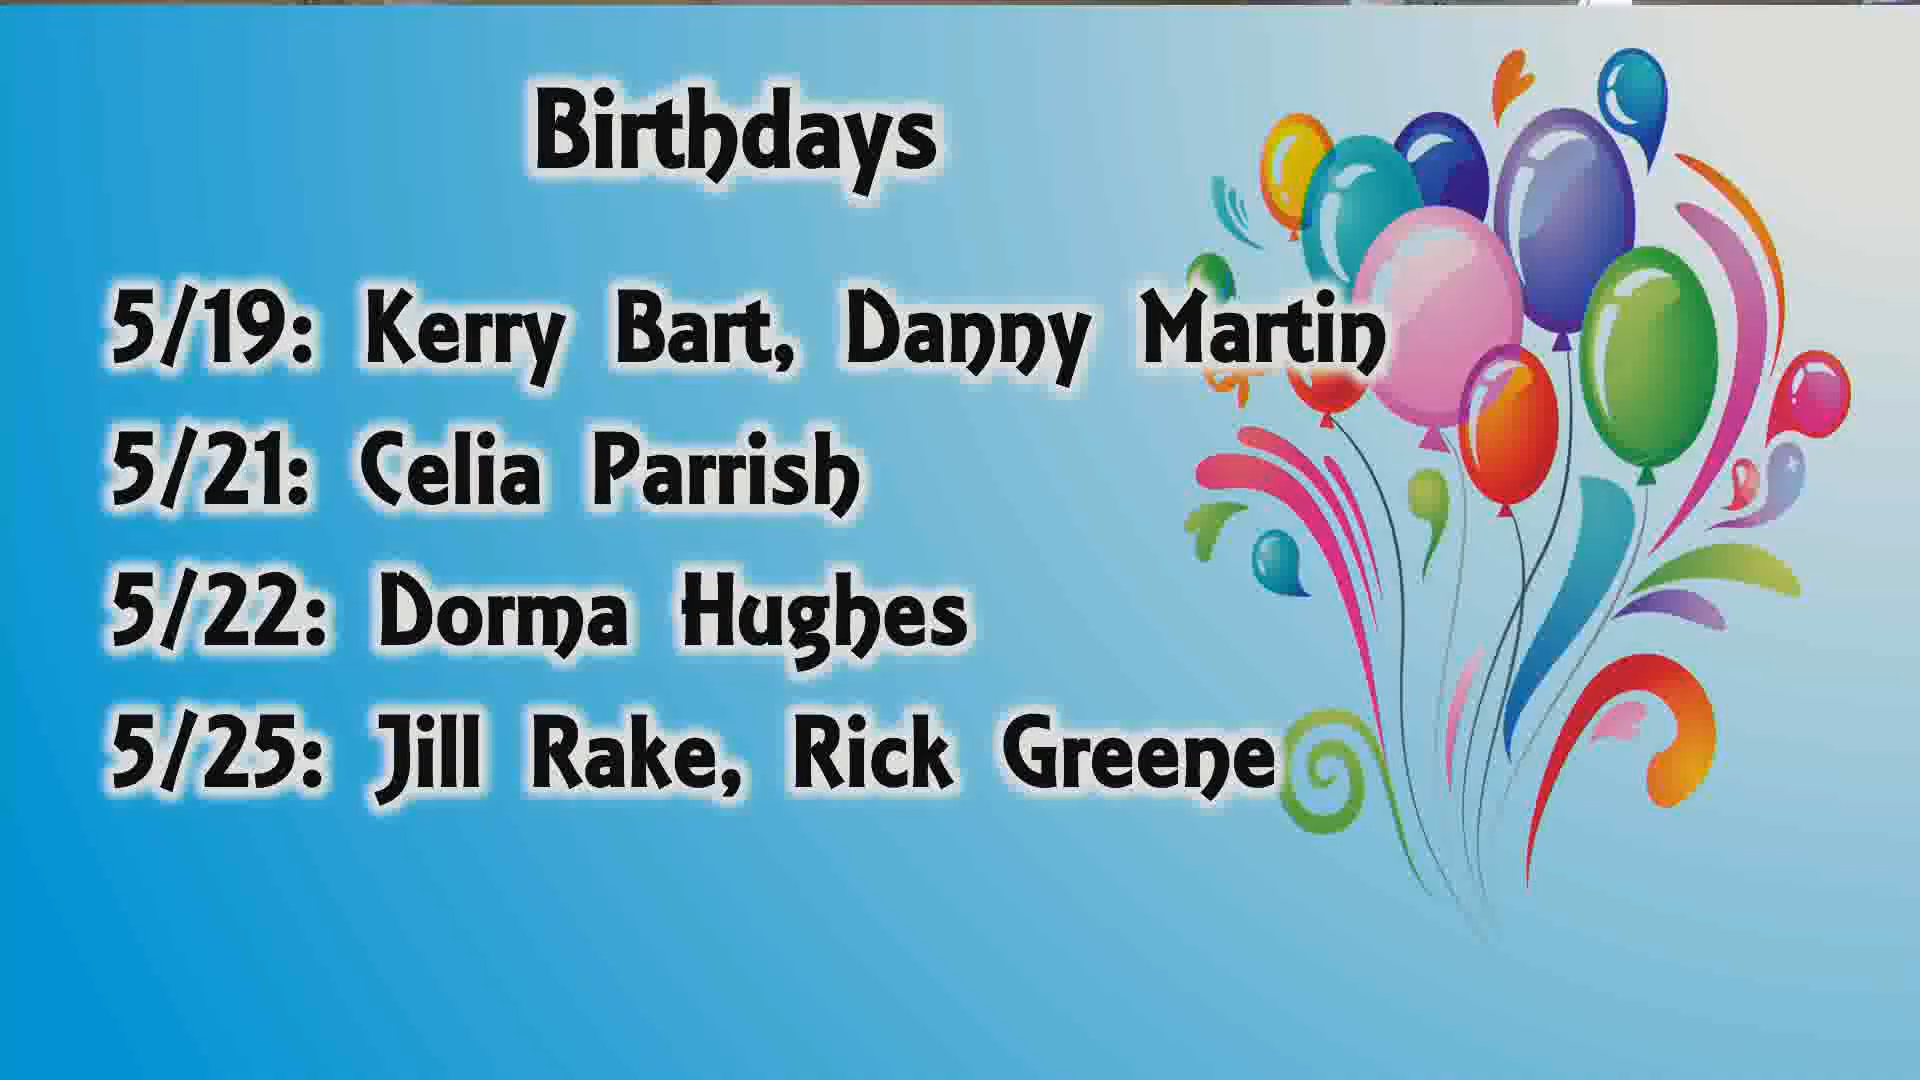 Birthdays
5/19: Kerry Bart, Danny Martin
5/21: Celia Parrish
5/22: Dorma Hughes
5/25: Jill Rake, Rick Greene